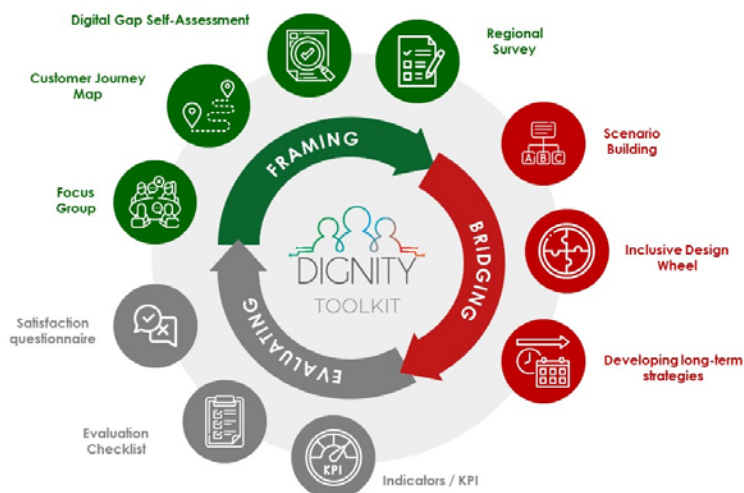 Digital Gap Self-Assessment
Regional
Survey
Customer Journey
Map
Scenario
Building
A B C
FRAMING
Focus
Group
BRIDGING
Inclusive Design
Wheel
DIGNITY
TOOLKIT
EVALUATING
Satisfaction
questionnaire
Developing long-term
strategies
Evaluation
Checklist
KPI
Indicators / KPI